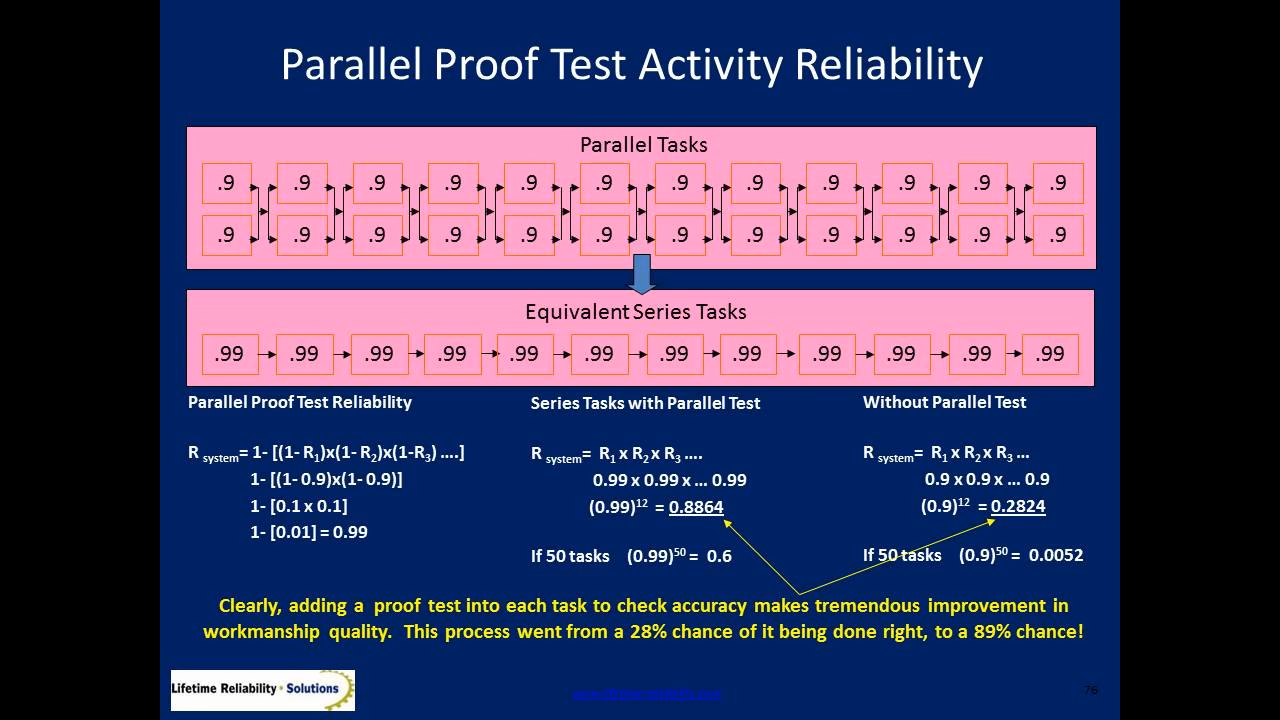 Parallel Proof Test Activity Reliability
Parallel Tasks
.9 .9 .9 .9 .9 .9 .9 .9 .9 .9 .9 .9
.9 .9 .9 .9 .9 .9 .9 .9 .9 .9 .9 .9
Equivalent Series Tasks
.99 .99 .99 .99 .99 .99 .99 .99 .99 .99 .99 .99
Parallel Proof Test Reliability
R system= 1- [(1- R1)x(1- R2)x(1-R3) ....]
1- [(1- 0.9)x(1- 0.9)]
1- [0.1 x 0.1]
1- [0.01] = 0.99
Series Tasks with Parallel Test
R system= R1 x R2 x R3 ....
0.99 x 0.99 x ... 0.99
(0.99)12 = 0.8864
If 50 tasks (0.99)50 = 0.6
Without Parallel Test
R system= R1 x R2 x R3 ...
0.9 x 0.9 x ... 0.9
(0.9)12 = 0.2824
If 50 tasks (0.9)50 = 0.0052
Clearly, adding a proof test into each task to check accuracy makes tremendous improvement in
workmanship quality. This process went from a 28% chance of it being done right, to a 89% chance!
Lifetime Reliability • Solutions
76